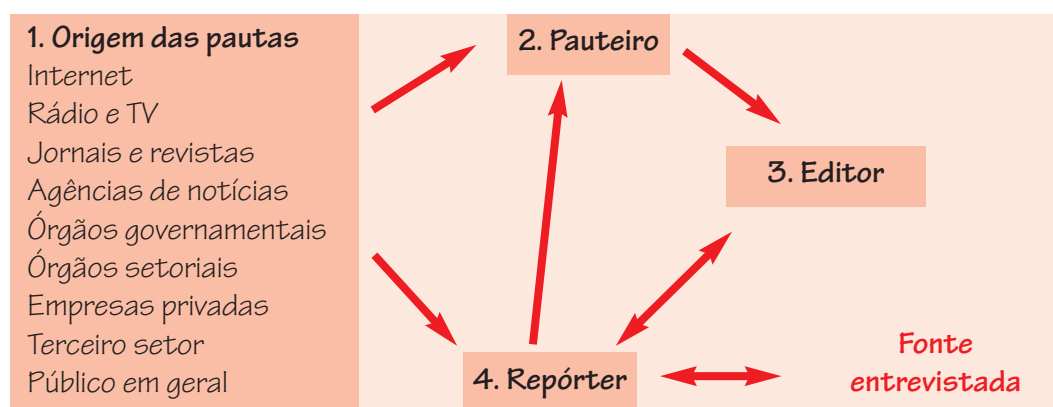 1. Origem das pautas
Internet
Rádio e TV
Jornais e revistas
Agências de notícias
Órgãos governamentais
Órgãos setoriais
Empresas privadas
Terceiro setor
Público em geral
2. Pauteiro
3. Editor
4. Repórter
Fonte
entrevistada